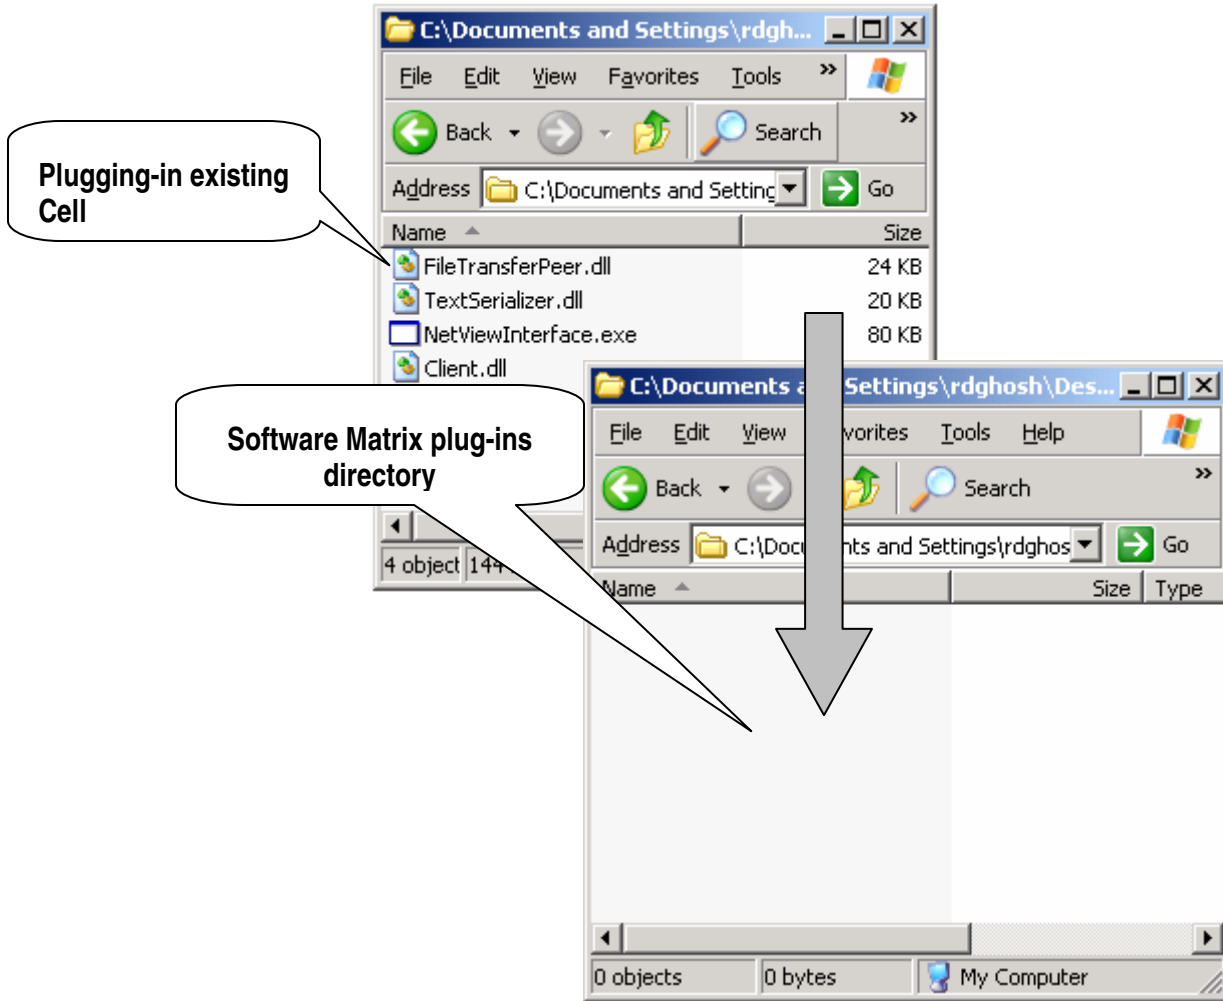 C:\Documents and Settings\rdgh...
File Edit View Favorites Tools »
Back Search »
Address C:\Documents and Setting Go
Name Size
FileTransferPeer.dll 24 KB
TextSerializer.dll 20 KB
NetViewInterface.exe 80 KB
Client.dll
4 object 144
Plugging-in existing
Cell
Software Matrix plug-ins
directory
C:\Documents a Settings\rdghosh\Des...
File Edit View vorites Tools Help
Back Search »
Address C:\Docu nts and Settings\rdghos Go
Name Size Type
0 objects 0 bytes My Computer